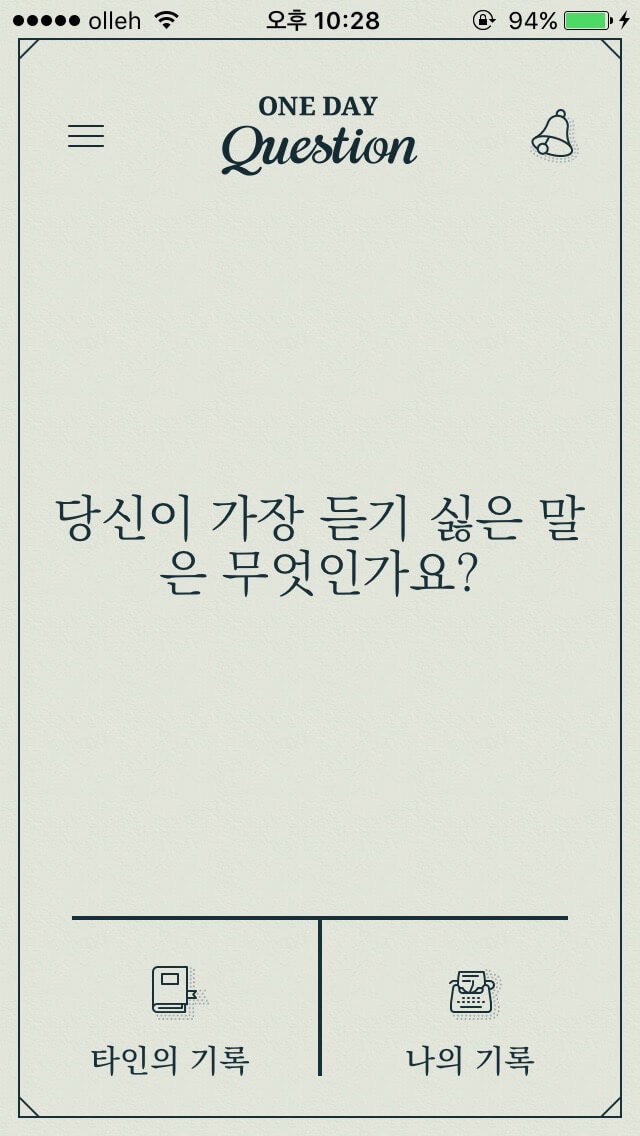 olleh 오후 10:28 94%
ONE DAY
Question
당신이 가장 듣기 싫은 말
은 무엇인가요?
타인의 기록 나의 기록